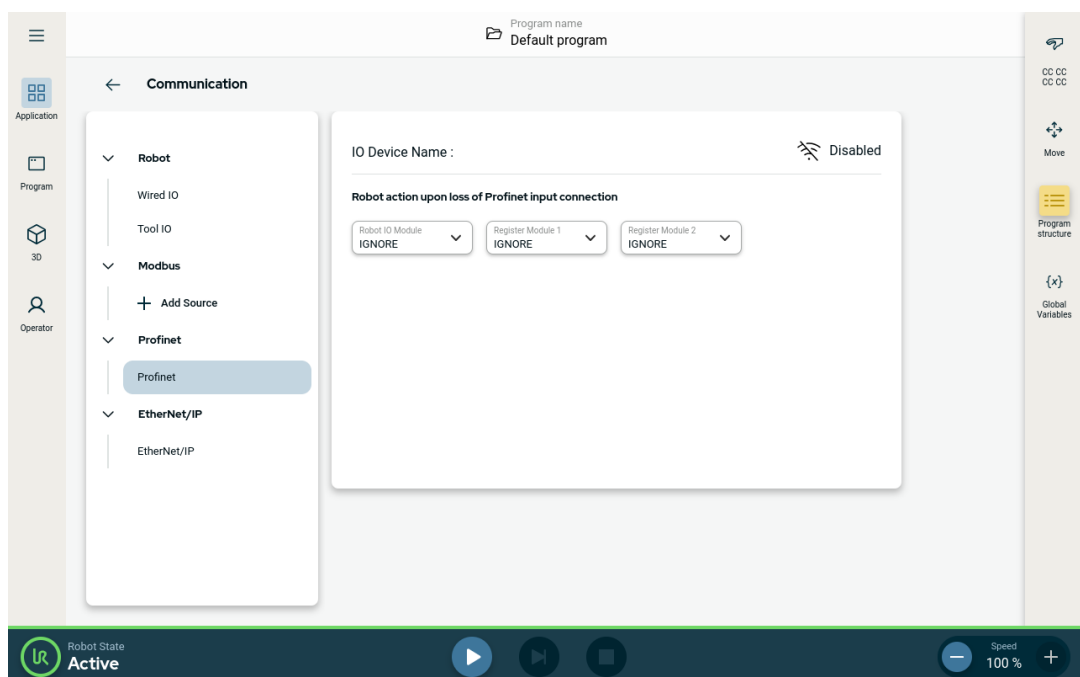 Program name
Default program
Communication
Application
Program
3D
Operator
Robot
Wired IO
Tool IO
Modbus
Add Source
Profinet
Profinet
EtherNet/IP
EtherNet/IP
IO Device Name :
Disabled
Robot action upon loss of Profinet input connection
Robot IO Module
IGNORE
Register Module 1
IGNORE
Register Module 2
IGNORE
CC CC
CC CC
Move
Program
structure
{x}
Global
Variables
UR
Robot State
Active
Speed
100 %